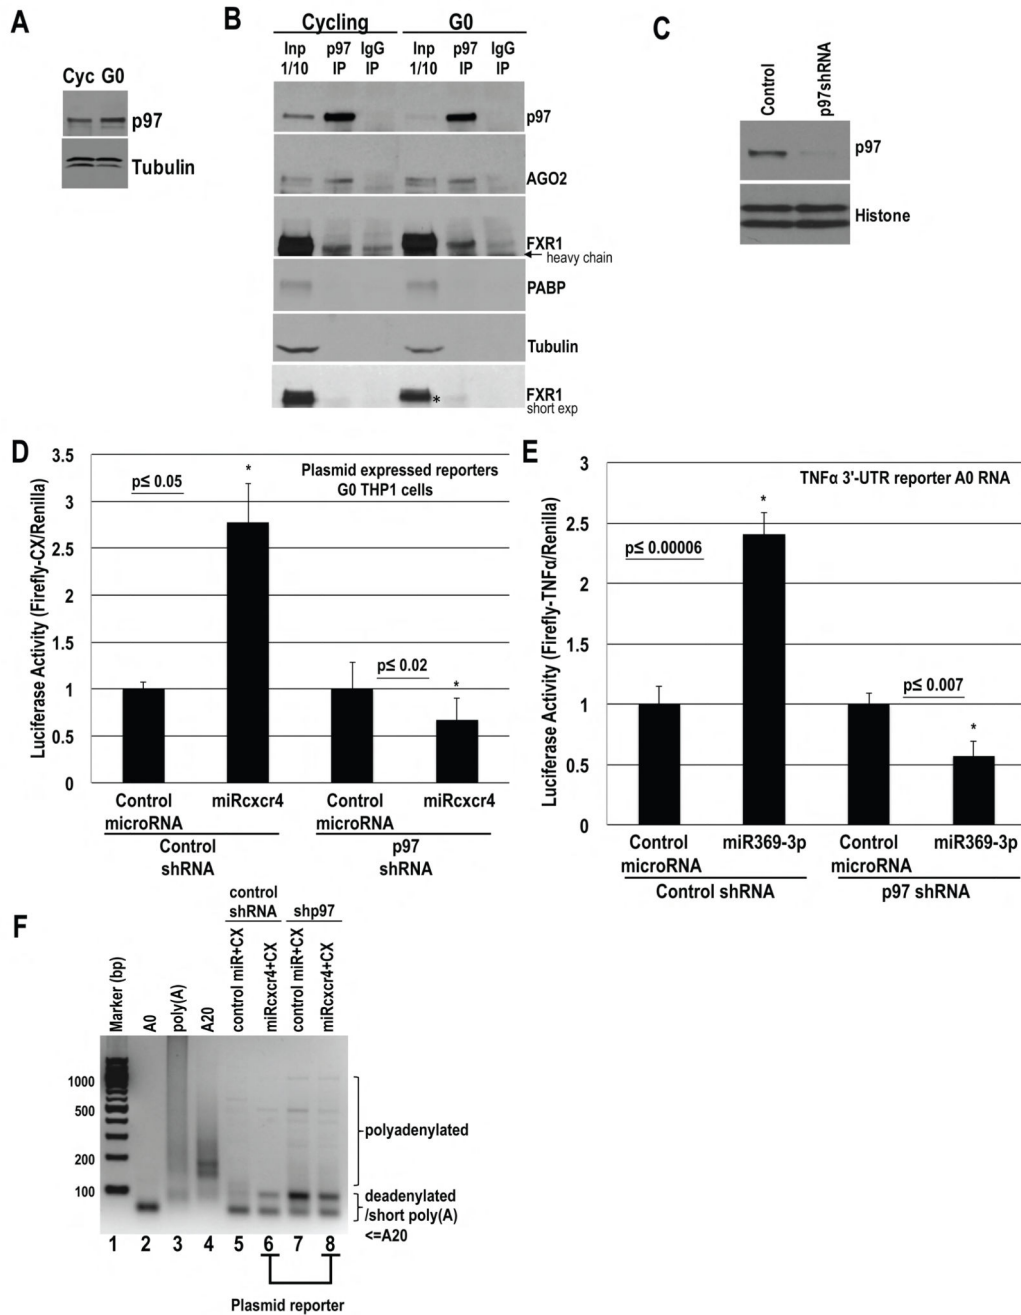 A
Cyc G0
p97
Tubulin
B
Cycling G0
Inp p97 IgG Inp p97 IgG
1/10 IP IP 1/10 IP IP
p97
AGO2
FXR1
heavy chain
PABP
Tubulin
FXR1
*
short exp
C
Control
p97shRNA
p97
Histone
D
Luciferase Activity (Firefly-CX/Renilla)
3.5
3
2.5
2
1.5
1
0.5
0
Plasmid expressed reporters
G0 THP1 cells
p≤ 0.05
*
p≤ 0.02
*
Control miRcxcr4 Control miRcxcr4
microRNA microRNA
Control p97
shRNA shRNA
E
Luciferase Activity (Firefly-TNFα/Renilla)
3
2.5
2
1.5
1
0.5
0
TNFα 3'-UTR reporter A0 RNA
p≤ 0.00006
*
p≤ 0.007
*
Control miR369-3p Control miR369-3p
microRNA microRNA
Control shRNA p97 shRNA
F
control
shRNA shp97
Marker (bp)
A0
poly(A)
A20
control miR+CX
miRcxcr4+CX
control miR+CX
miRcxcr4+CX
1000
500
200
100
polyadenylated
deadenylated
/short poly(A)
<=A20
1 2 3 4 5 6 7 8
Plasmid reporter